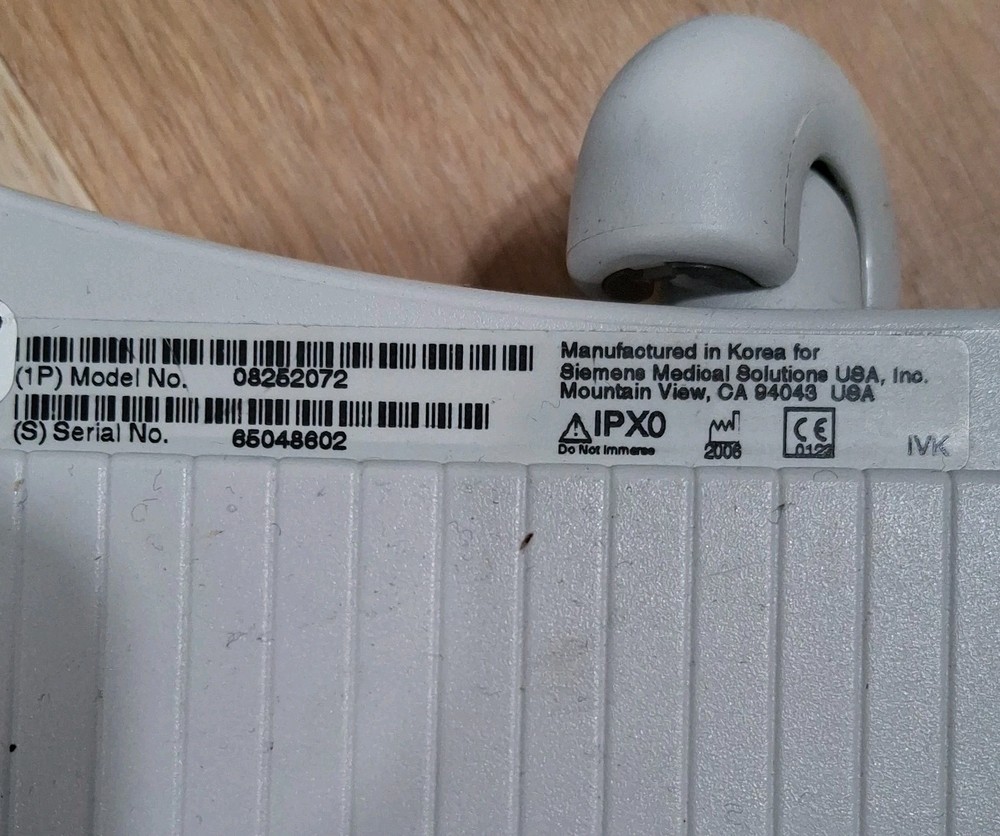 (1P) Model No. 08252072
(S) Serial No. 65048602
Manufactured in Korea for
Siemens Medical Solutions USA, Inc.
Mountain View, CA 94043 USA
IPX0
Do Not Immerse
2006
CE
0123
IVK